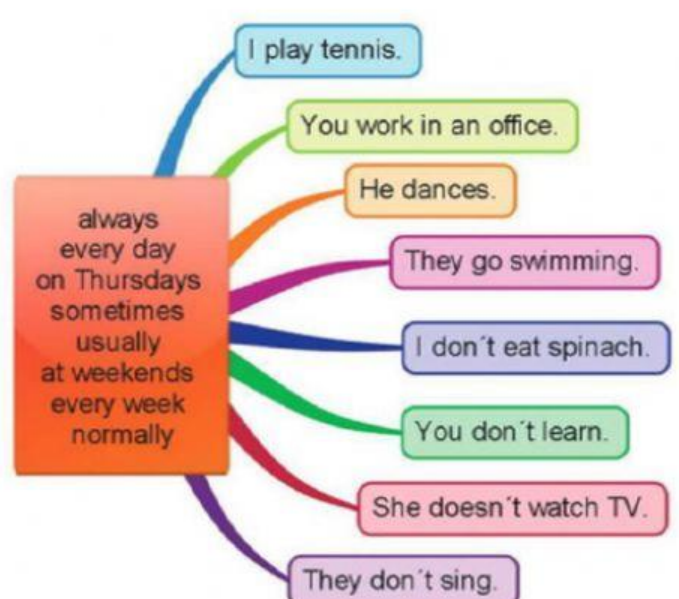 I play tennis.
You work in an office.
He dances.
always
every day
on Thursdays
sometimes
usually
at weekends
every week
normally
They go swimming.
I don´t eat spinach.
You don´t learn.
She doesn´t watch TV.
They don´t sing.